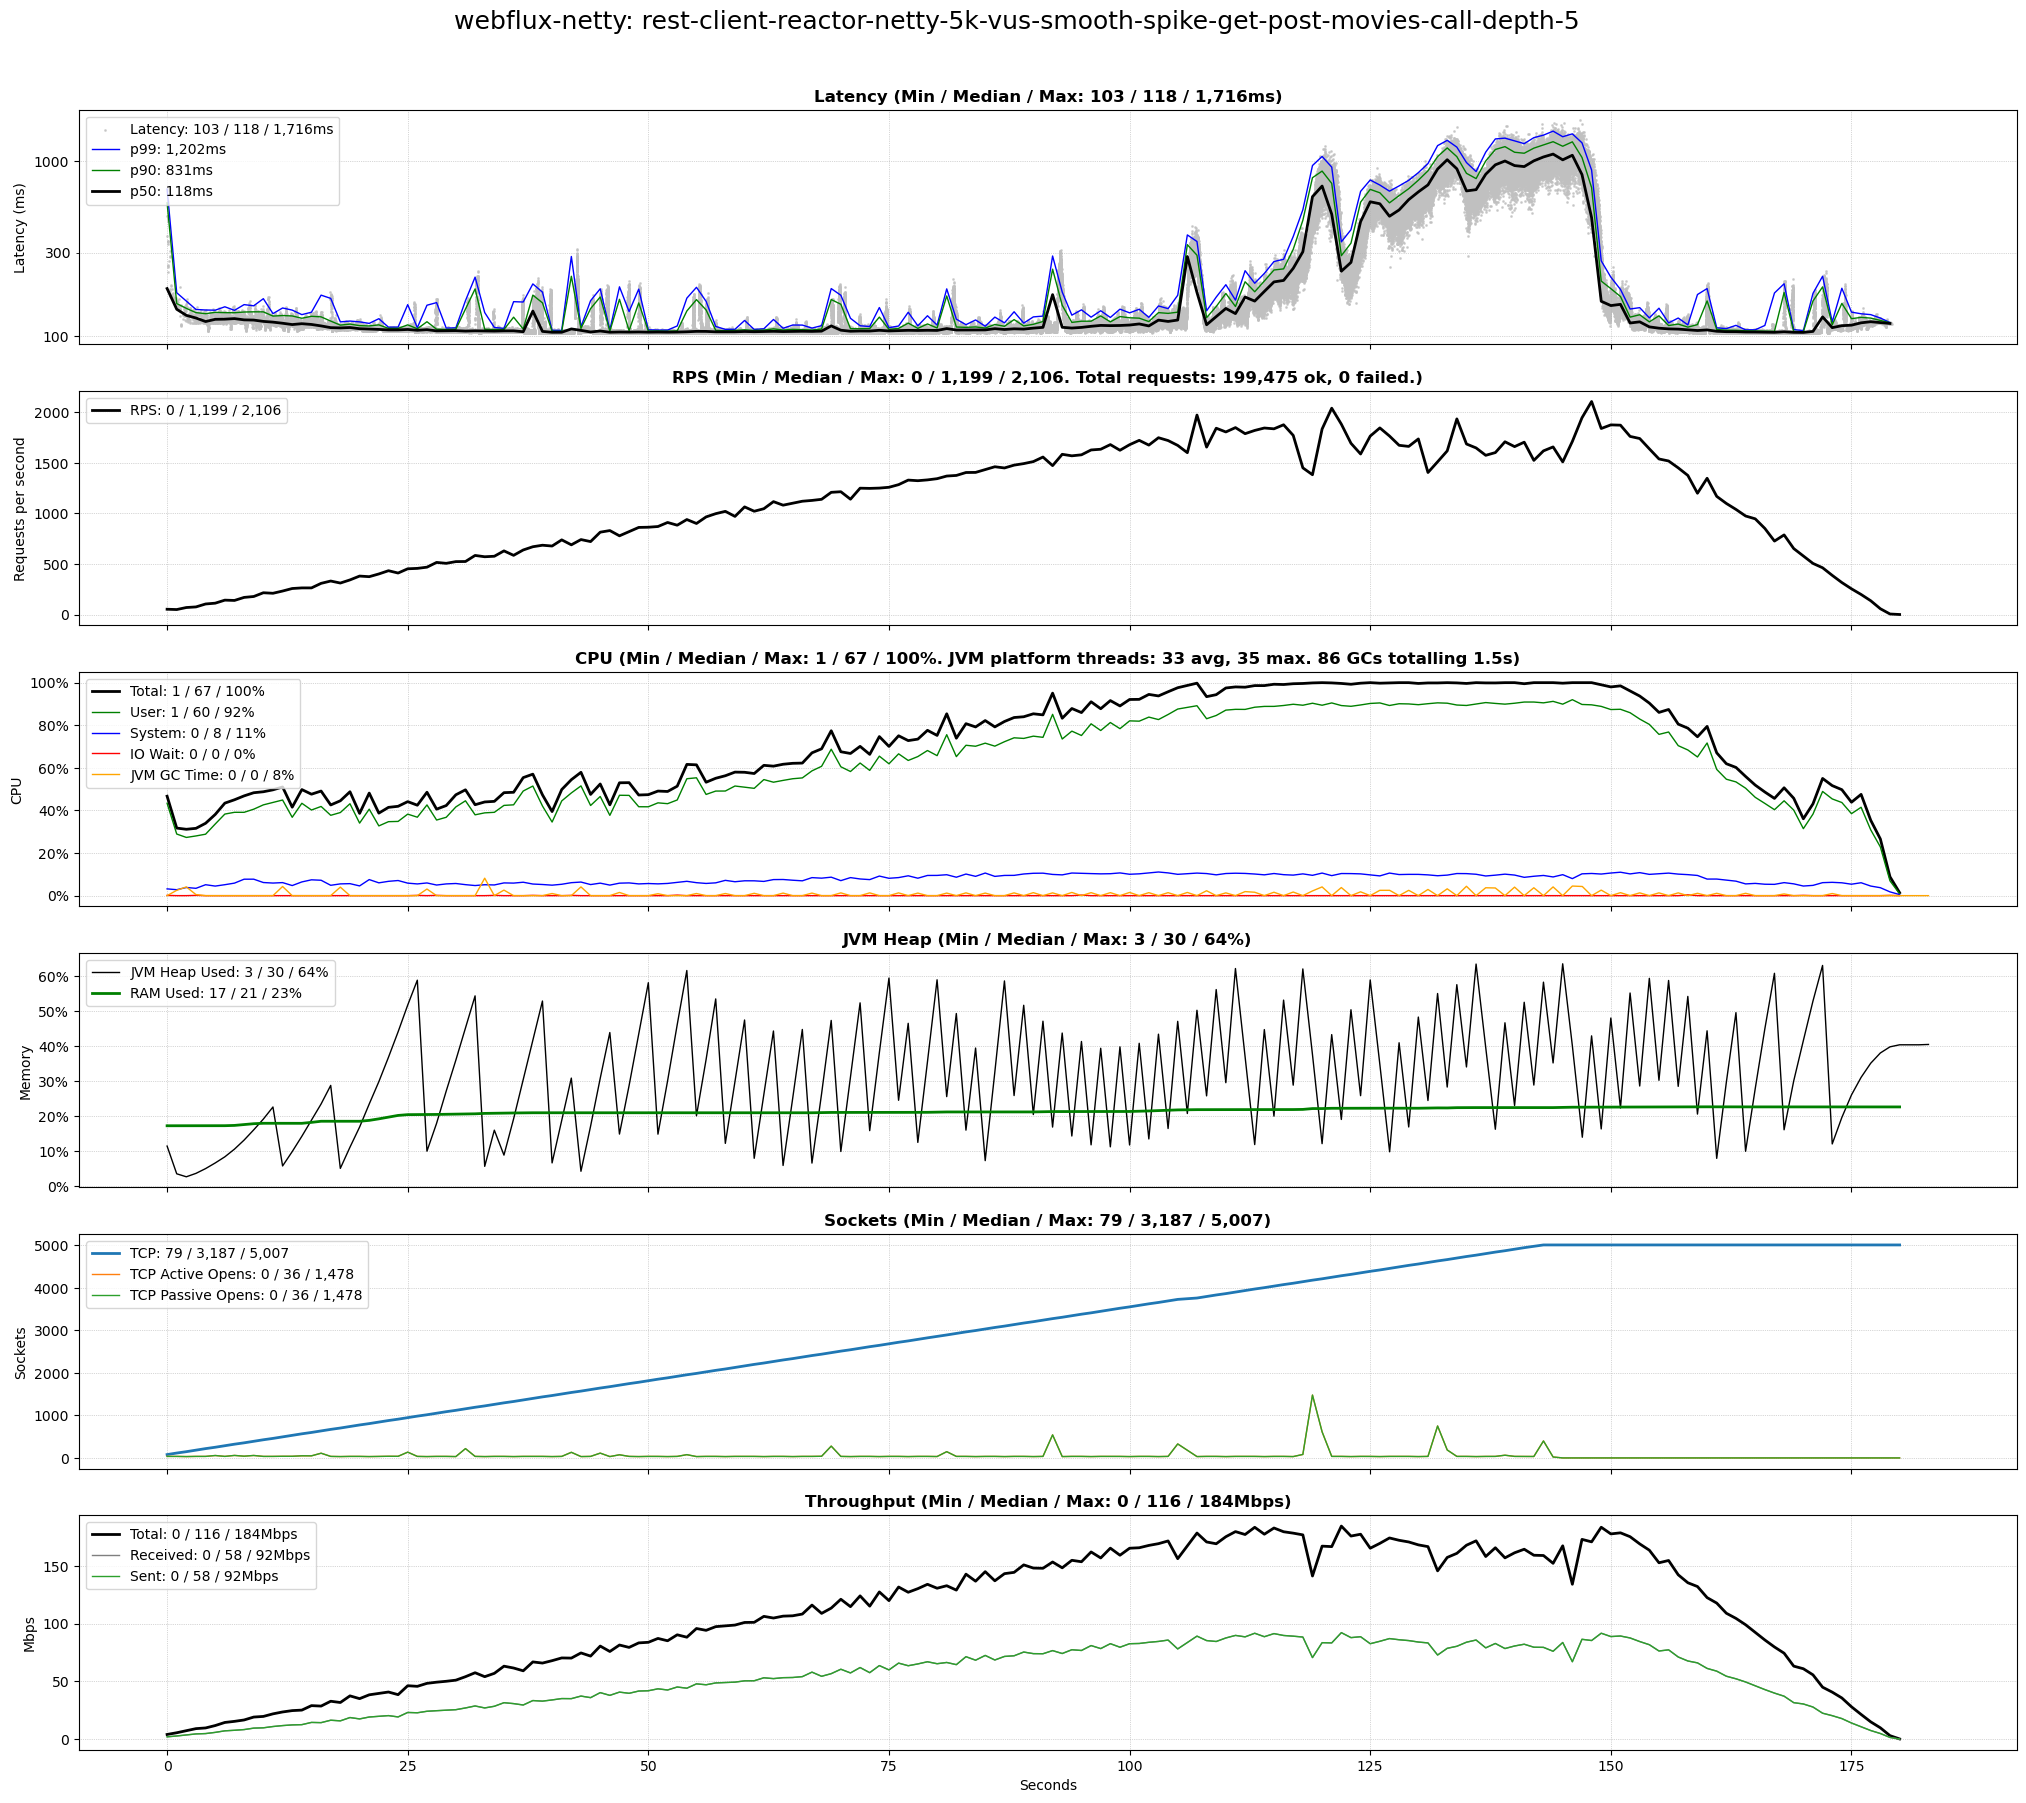 webflux-netty: rest-client-reactor-netty-5k-vus-smooth-spike-get-post-movies-call-depth-5
Latency (Min / Median / Max: 103 / 118 / 1,716ms)
Latency: 103 / 118 / 1,716ms
p99: 1,202ms
p90: 831ms
p50: 118ms
Latency (ms)
1000
300
100
RPS (Min / Median / Max: 0 / 1,199 / 2,106. Total requests: 199,475 ok, 0 failed.)
RPS: 0 / 1,199 / 2,106
Requests per second
2000
1500
1000
500
0
CPU (Min / Median / Max: 1 / 67 / 100%. JVM platform threads: 33 avg, 35 max. 86 GCs totalling 1.5s)
Total: 1 / 67 / 100%
User: 1 / 60 / 92%
System: 0 / 8 / 11%
IO Wait: 0 / 0 / 0%
JVM GC Time: 0 / 0 / 8%
CPU
100%
80%
60%
40%
20%
0%
JVM Heap (Min / Median / Max: 3 / 30 / 64%)
JVM Heap Used: 3 / 30 / 64%
RAM Used: 17 / 21 / 23%
Memory
60%
50%
40%
30%
20%
10%
0%
Sockets (Min / Median / Max: 79 / 3,187 / 5,007)
TCP: 79 / 3,187 / 5,007
TCP Active Opens: 0 / 36 / 1,478
TCP Passive Opens: 0 / 36 / 1,478
Sockets
5000
4000
3000
2000
1000
0
Throughput (Min / Median / Max: 0 / 116 / 184Mbps)
Total: 0 / 116 / 184Mbps
Received: 0 / 58 / 92Mbps
Sent: 0 / 58 / 92Mbps
Mbps
150
100
50
0
0 25 50 75 100 125 150 175
Seconds